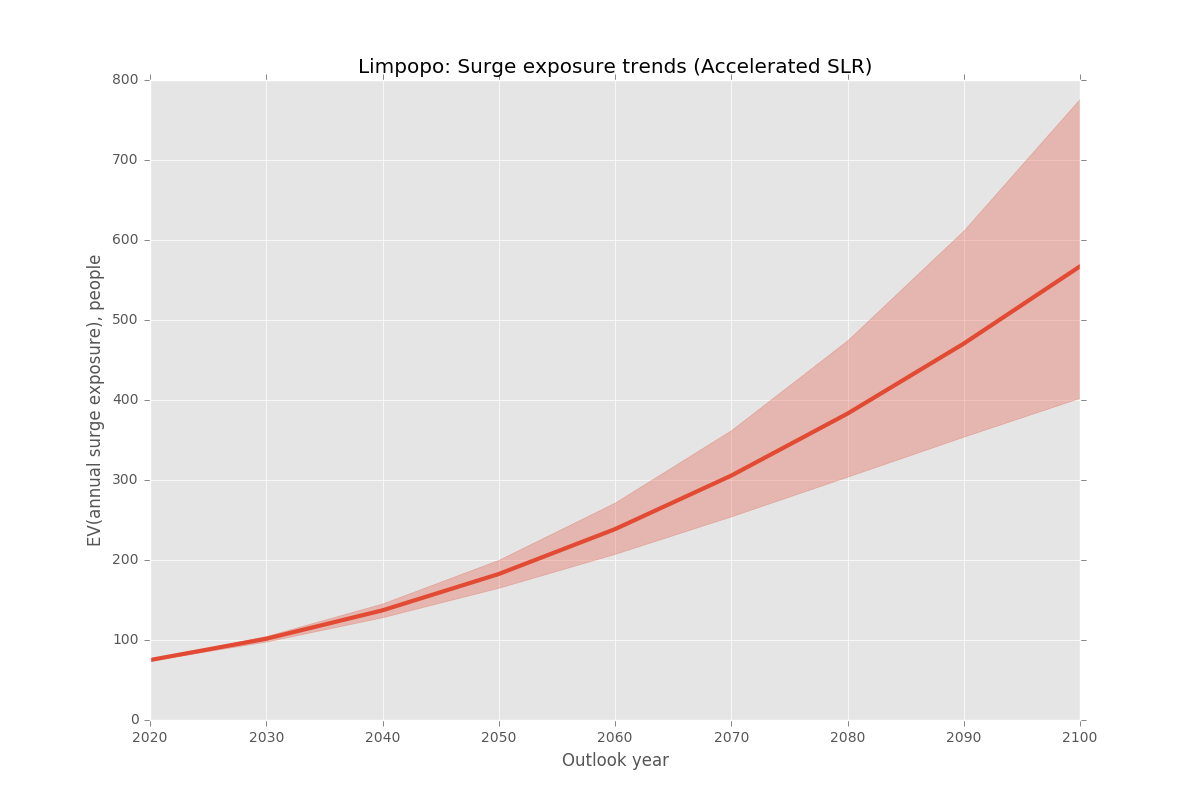 Limpopo: Surge exposure trends (Accelerated SLR)
800
700
600
500
400
300
200
100
0
EV(annual surge exposure), people
2020 2030 2040 2050 2060 2070 2080 2090 2100
Outlook year